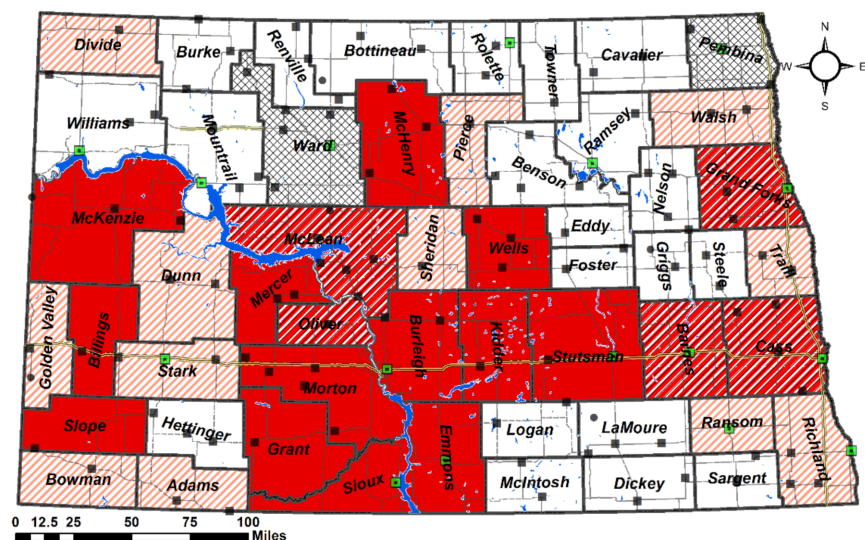 Divide
Burke
Renville
Bottineau
Rolette
Towner
Cavalier
Pembina
N
W
E
S
Williams
Mountrail
Ward
McHenry
Pierce
Benson
Ramsey
Walsh
Nelson
Grand Forks
McKenzie
McLean
Sheridan
Wells
Eddy
Foster
Griggs
Steele
Traill
Dunn
Mercer
Oliver
Golden Valley
Billings
Stark
Burleigh
Kidder
Stutsman
Barnes
Cass
Morton
Slope
Hettinger
Grant
Emmons
Logan
LaMoure
Ransom
Richland
Bowman
Adams
Sioux
McIntosh
Dickey
Sargent
0 12.5 25 50 75 100
Miles